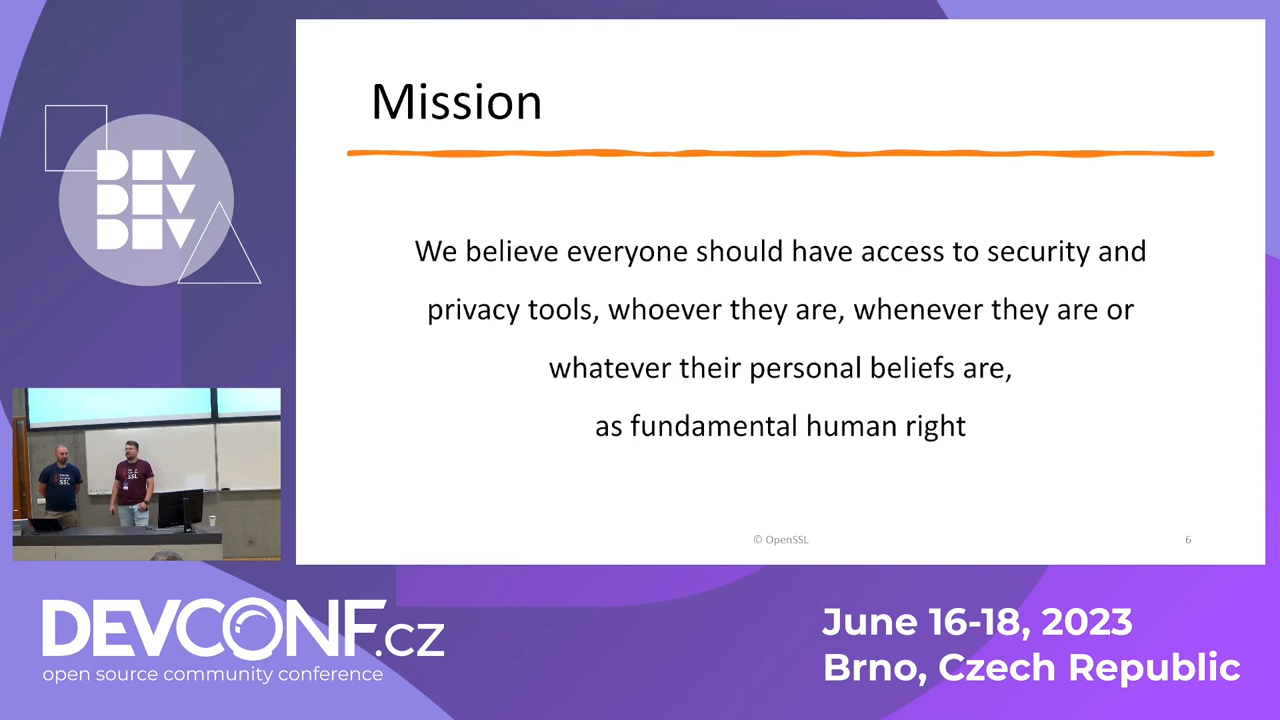 DEV
DEV
DEV
Mission
We believe everyone should have access to security and
privacy tools, whoever they are, whenever they are or
whatever their personal beliefs are,
as fundamental human right
© OpenSSL
6
SSL
SSL
DEVCONF.cz
open source community conference
June 16-18, 2023
Brno, Czech Republic